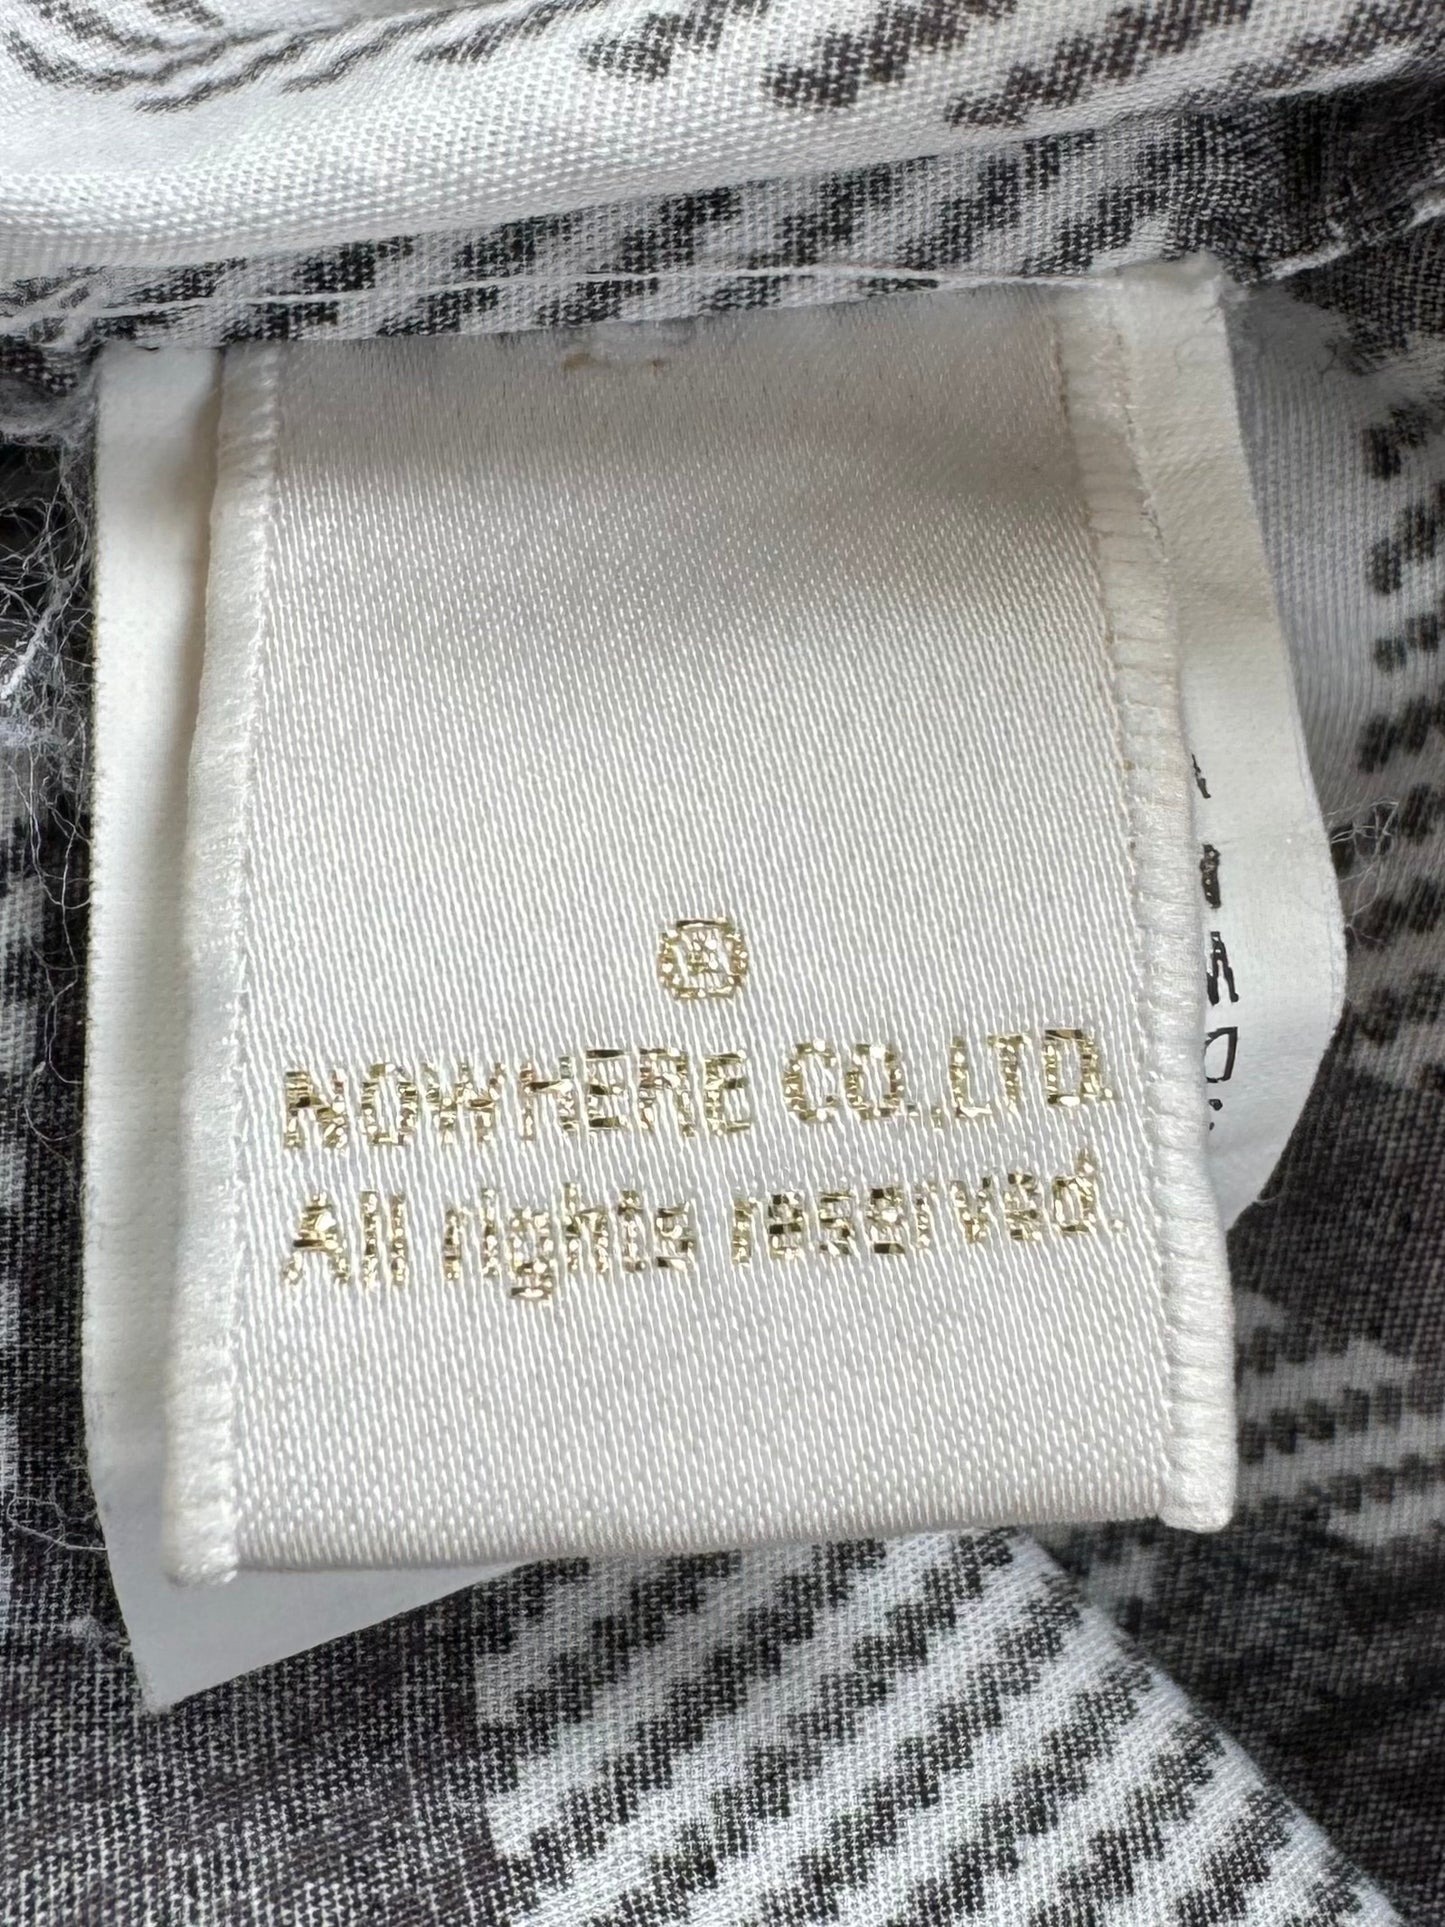 ®
NOWHERE CO.,LTD.
All rights reserved.